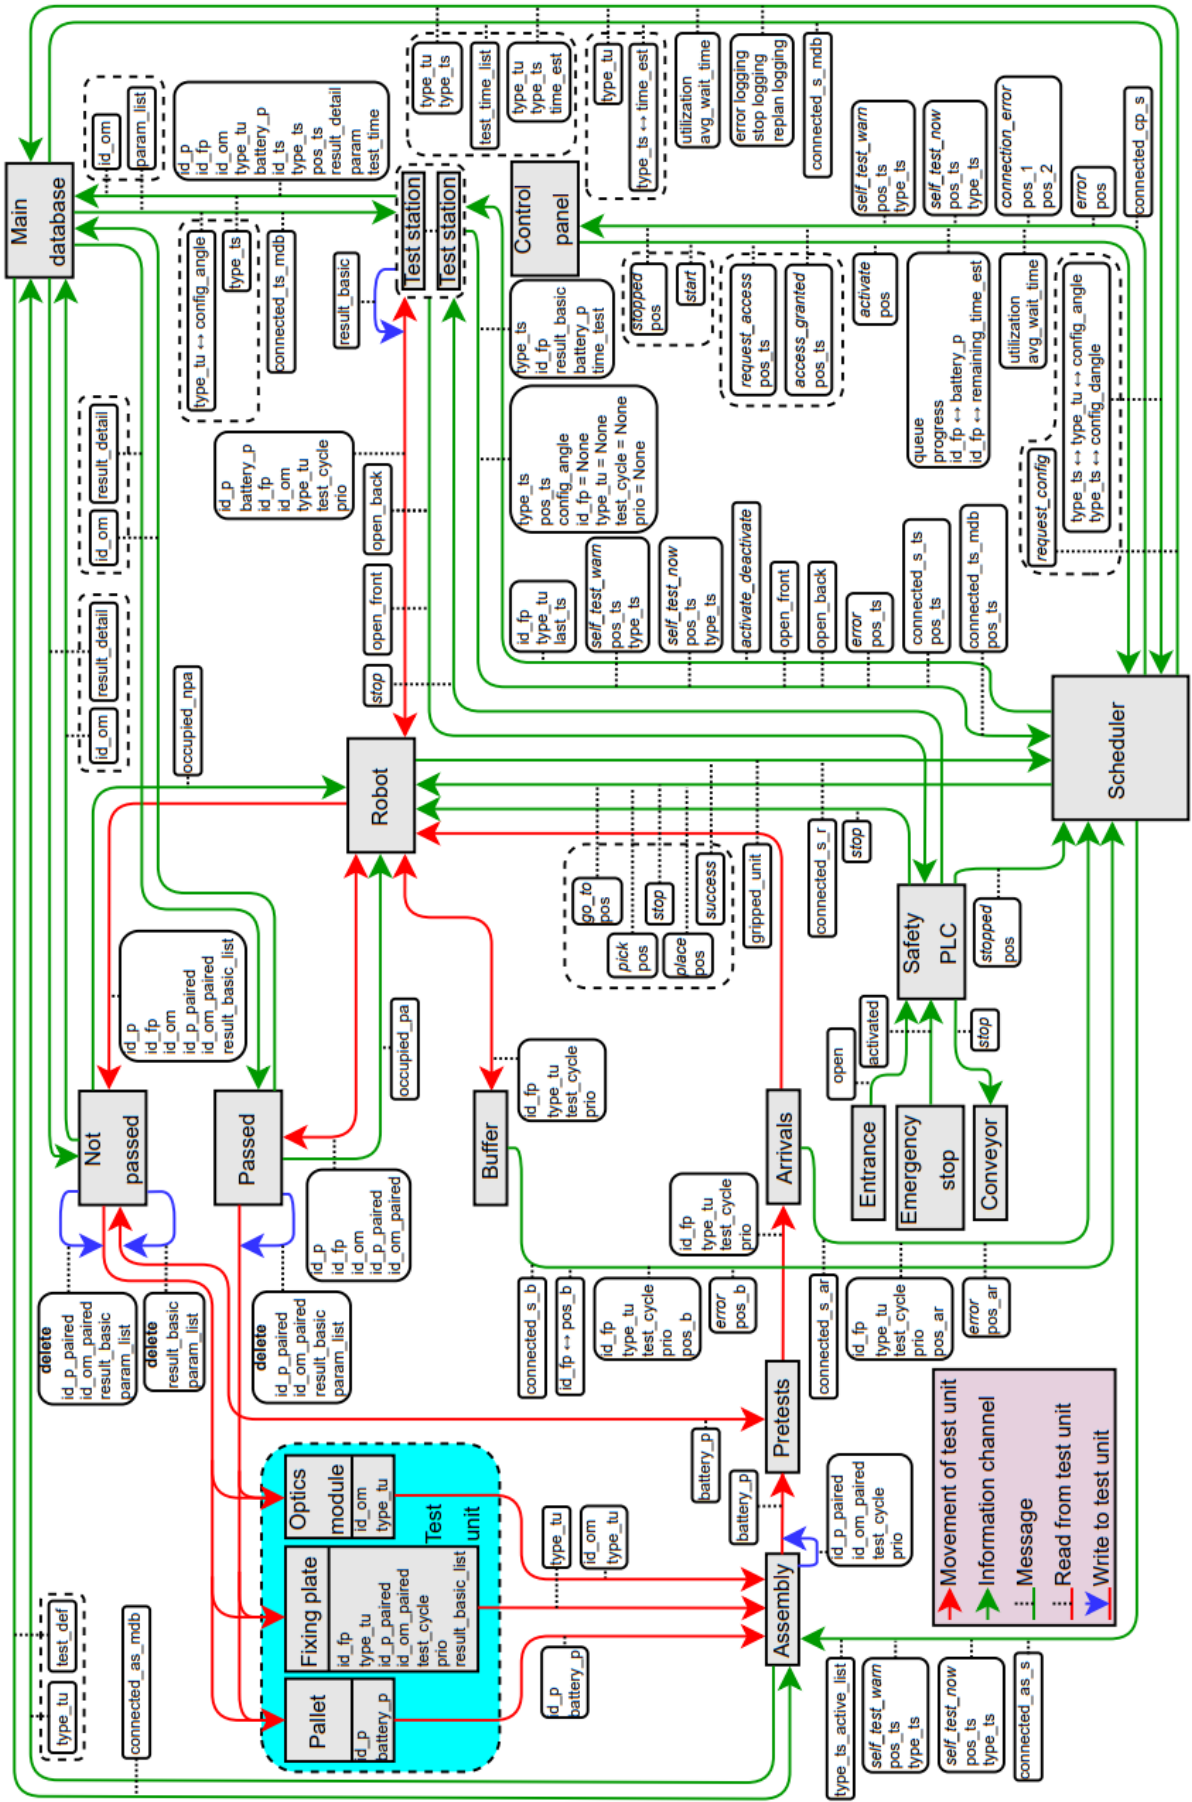 type_tu
test_def
connected_as_mdb
delete
id_p_paired
id_om_paired
result_basic
param_list
delete
result_basic
param_list
delete
id_p_paired
id_om_paired
result_basic
param_list
Not
passed
Passed
id_p
id_fp
id_om
id_p_paired
id_om_paired
result_basic_list
id_p
id_fp
id_om
id_p_paired
id_om_paired
occupied_pa
occupied_npa
id_om
result_detail
id_om
result_detail
Main
database
id_om
param_list
type_tu ↔ config_angle
type_ts
connected_ts_mdb
id_p
id_fp
id_om
type_tu
battery_p
id_ts
type_ts
pos_ts
result_detail
param
test_time
Pallet
id_p
battery_p
Fixing plate
id_fp
type_tu
id_p_paired
id_om_paired
test_cycle
prio
result_basic_list
Optics
module
id_om
type_tu
Test
unit
id_p
battery_p
type_tu
id_om
type_tu
Buffer
id_fp
type_tu
test_cycle
prio
Robot
id_p
battery_p
id_fp
id_om
type_tu
test_cycle
prio
stop
open_front
open_back
result_basic
Test station
Test station
type_tu
type_ts
test_time_list
type_tu
type_ts
time_est
type_tu
type_ts ↔ time_est
utilization
avg_wait_time
error logging
stop logging
replan logging
connected_s_mdb
connected_s_b
id_fp ↔ pos_b
id_fp
type_tu
test_cycle
prio
pos_b
error
pos_b
go_to
pos
pick
pos
stop
place
pos
success
gripped_unit
connected_s_r
stop
type_ts
id_fp
result_basic
battery_p
time_test
type_ts
pos_ts
config_angle
id_fp = None
type_tu = None
test_cycle = None
prio = None
id_fp
type_tu
last_ts
self_test_warn
pos_ts
type_ts
self_test_now
pos_ts
type_ts
activate_deactivate
open_front
open_back
error
pos_ts
connected_s_ts
pos_ts
connected_ts_mdb
pos_ts
Control
panel
stopped
pos
start
request_access
pos_ts
access_granted
pos_ts
activate
pos
self_test_warn
pos_ts
type_ts
self_test_now
pos_ts
type_ts
connection_error
pos_1
pos_2
error
pos
connected_cp_s
queue
progress
id_fp ↔ battery_p
id_fp ↔ remaining_time_est
utilization
avg_wait_time
request_config
type_ts ↔ type_tu ↔ config_angle
type_ts ↔ config_dangle
Assembly
battery_p
battery_p
id_p_paired
id_om_paired
test_cycle
prio
Pretests
id_fp
type_tu
test_cycle
prio
Arrivals
connected_s_ar
id_fp
type_tu
test_cycle
prio
pos_ar
error
pos_ar
Entrance
Emergency
stop
Conveyor
open
activated
stop
Safety
PLC
stopped
pos
Scheduler
type_ts_active_list
self_test_warn
pos_ts
type_ts
self_test_now
pos_ts
type_ts
connected_as_s
Movement of test unit
Information channel
Message
Read from test unit
Write to test unit